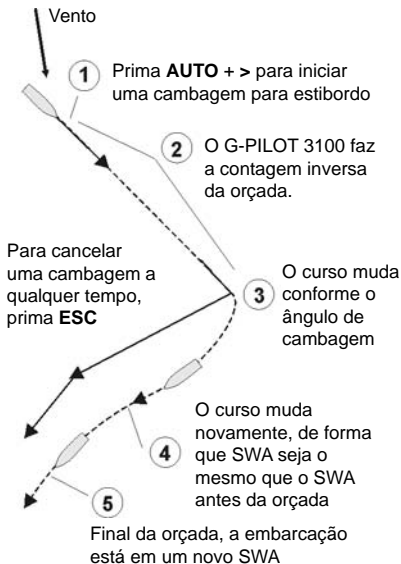 Vento
1 Prima AUTO + > para iniciar
uma cambagem para estibordo
2 O G-PILOT 3100 faz
a contagem inversa
da orçada.
Para cancelar
uma cambagem a
qualquer tempo,
prima ESC
3 O curso muda
conforme o
ângulo de
cambagem
4 O curso muda
novamente, de forma
que SWA seja o
mesmo que o SWA
antes da orçada
5
Final da orçada, a embarcação
está em um novo SWA